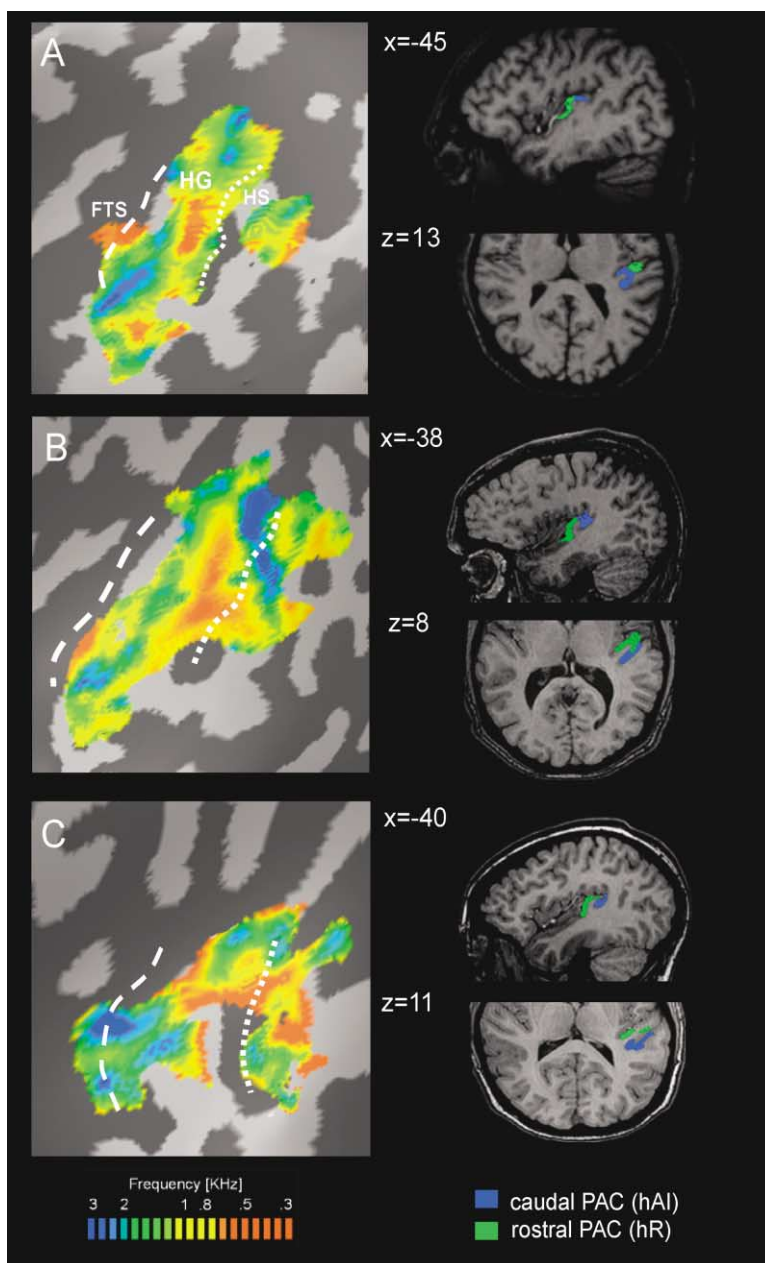 A
x=-45
HG
HS
FTS
z=13
B
x=-38
z=8
C
x=-40
z=11
Frequency [KHz]
3 2 1 .8 .5 .3
caudal PAC (hAI)
rostral PAC (hR)